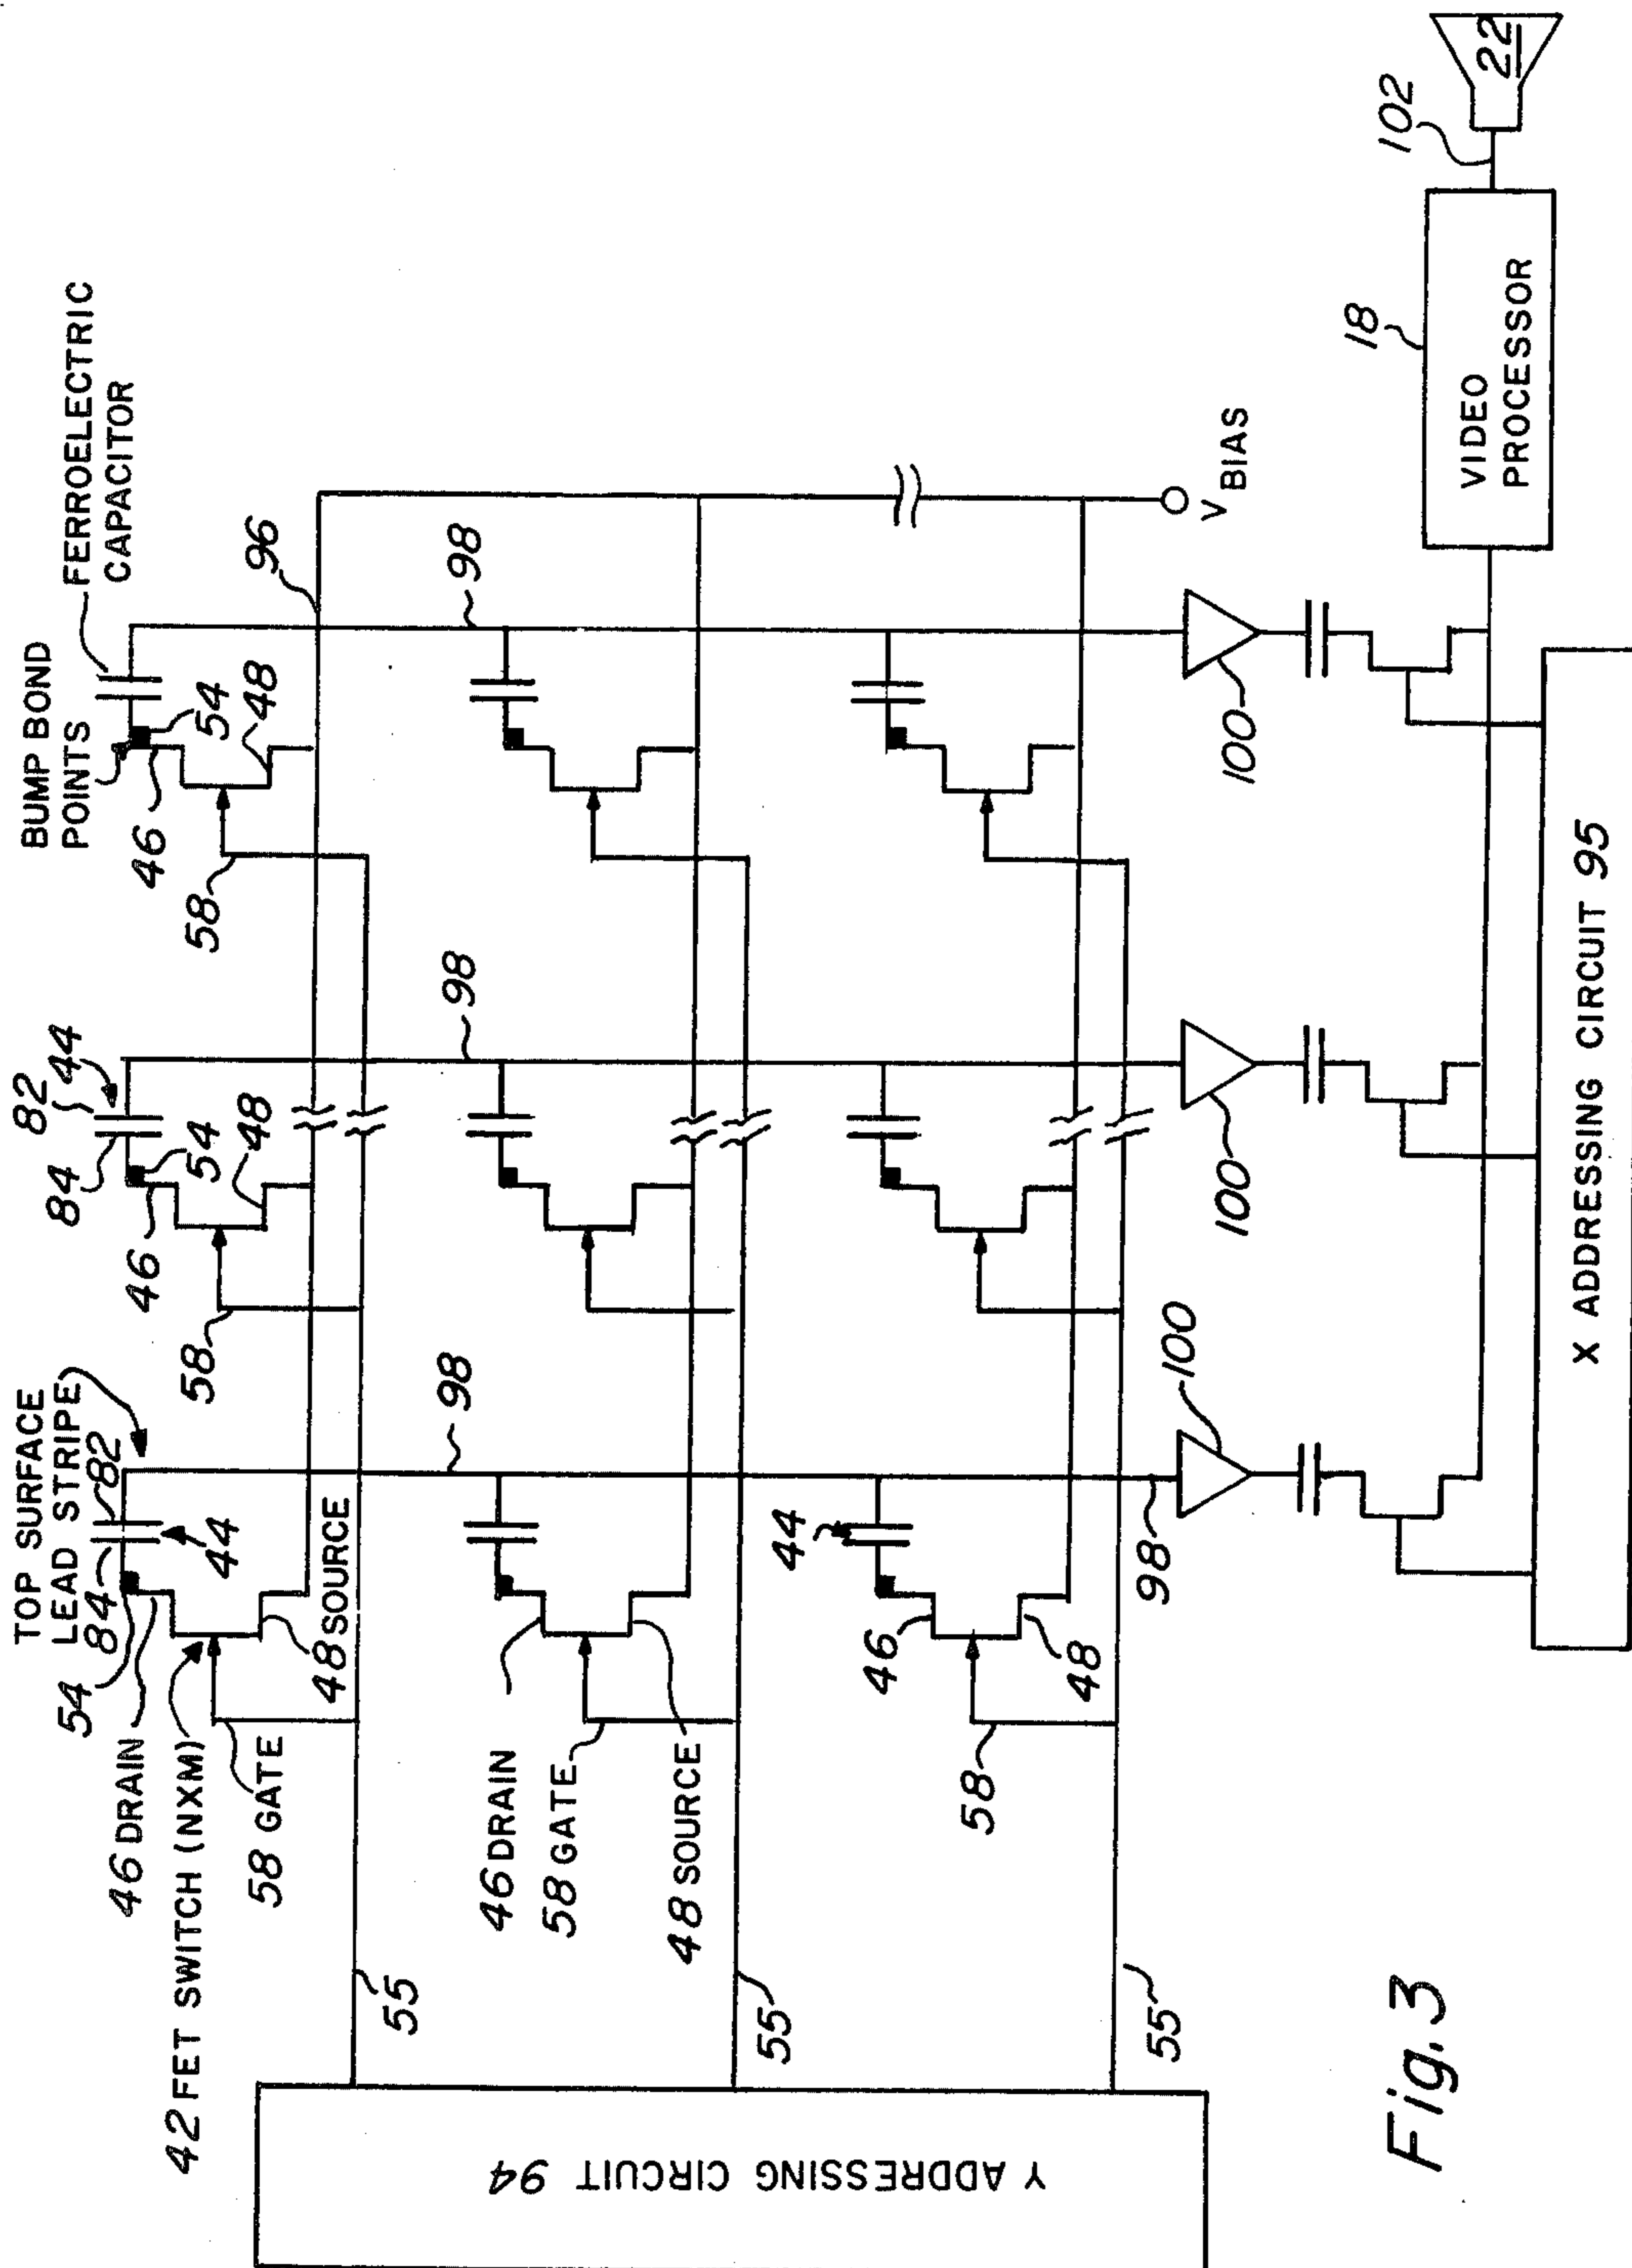 TOP SURFACE
LEAD STRIPE
BUMP BOND
POINTS
FERROELECTRIC
CAPACITOR
54
84
82
44
46 DRAIN
42 FET SWITCH (NXM)
58 GATE
48 SOURCE
84
82
44
54
46
48
58
46
54
48
58
96
98
98
98
55
46 DRAIN
58 GATE
48 SOURCE
55
44
46
48
58
55
98
V BIAS
100
100
100
Y ADDRESSING CIRCUIT 94
X ADDRESSING CIRCUIT 95
18
VIDEO
PROCESSOR
102
22
Fig. 3